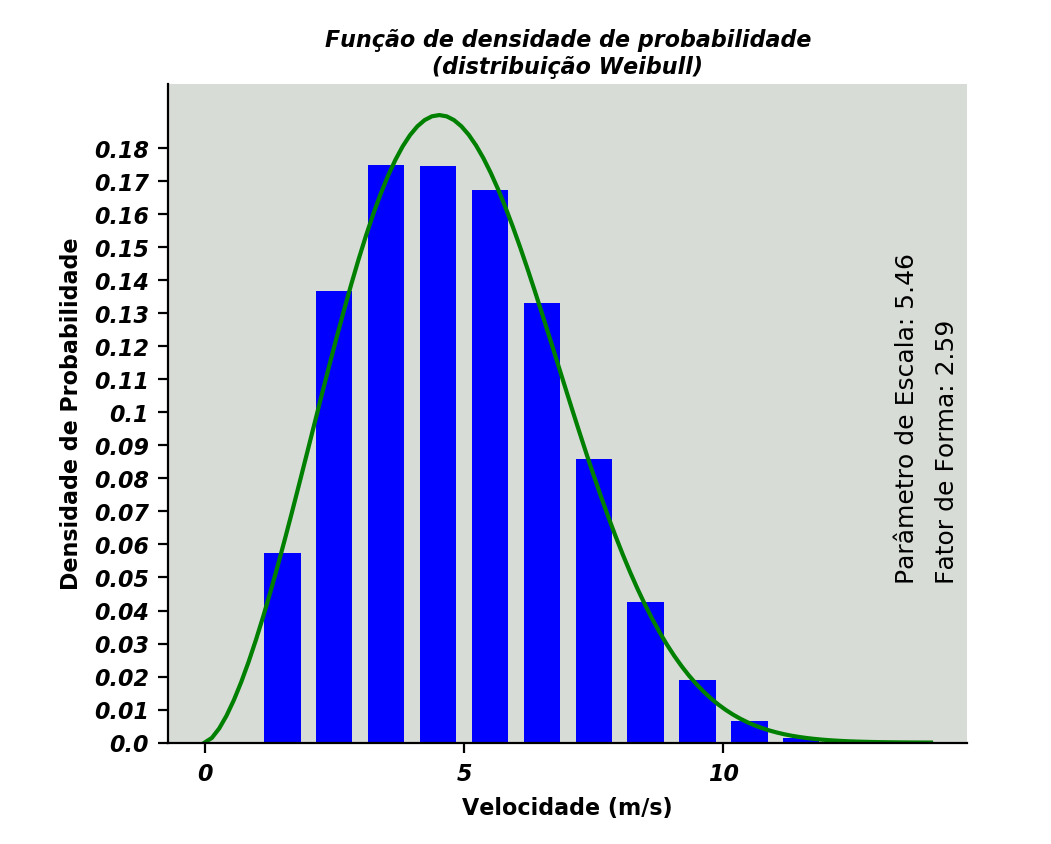 Função de densidade de probabilidade
(distribuição Weibull)
Densidade de Probabilidade
0.18
0.17
0.16
0.15
0.14
0.13
0.12
0.11
0.1
0.09
0.08
0.07
0.06
0.05
0.04
0.03
0.02
0.01
0.0
Parâmetro de Escala: 5.46
Fator de Forma: 2.59
0 5 10
Velocidade (m/s)